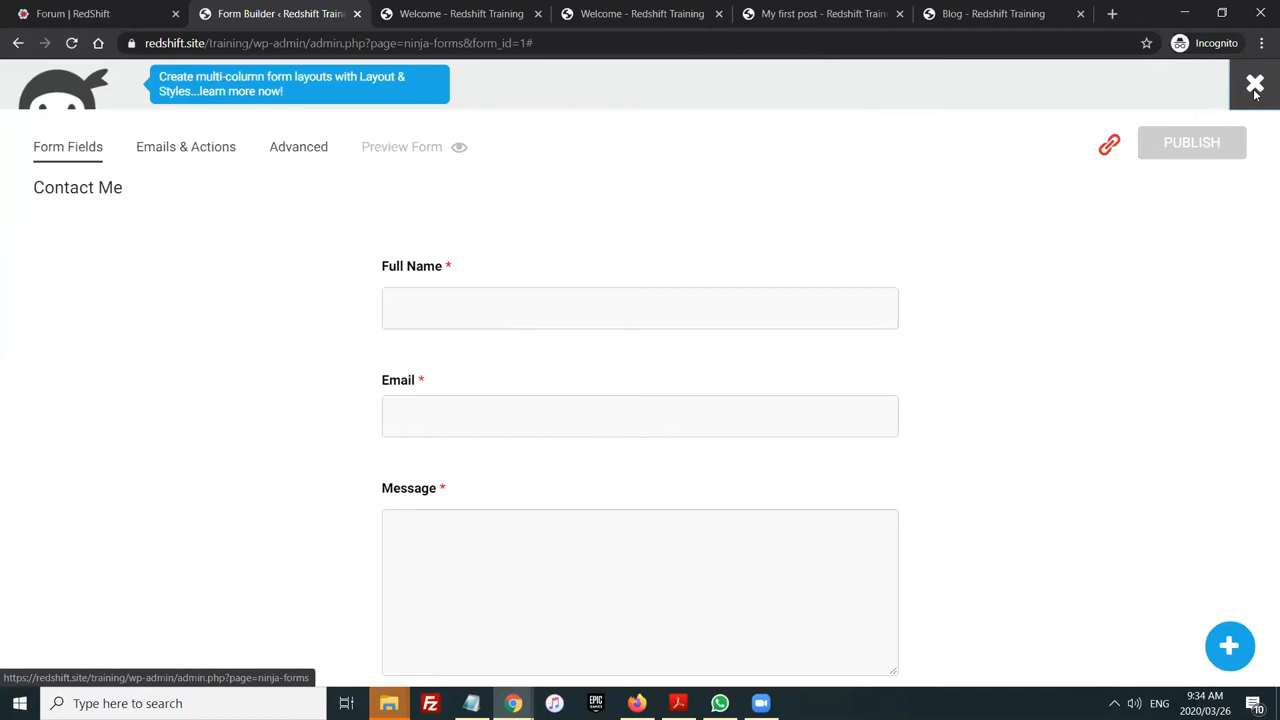 Forum | RedShift
Form Builder ‹ Redshift Traini
Welcome - Redshift Training
Welcome - Redshift Training
My first post – Redshift Trainin
Blog - Redshift Training
redshift.site/training/wp-admin/admin.php?page=ninja-forms&form_id=1#
Incognito
Create multi-column form layouts with Layout &
Styles...learn more now!
Form Fields
Emails & Actions
Advanced
Preview Form
PUBLISH
Contact Me
Full Name *
Email *
Message *
https://redshift.site/training/wp-admin/admin.php?page=ninja-forms
Type here to search
EPIC
GAMES
ENG
9:34 AM
2020/03/26
10